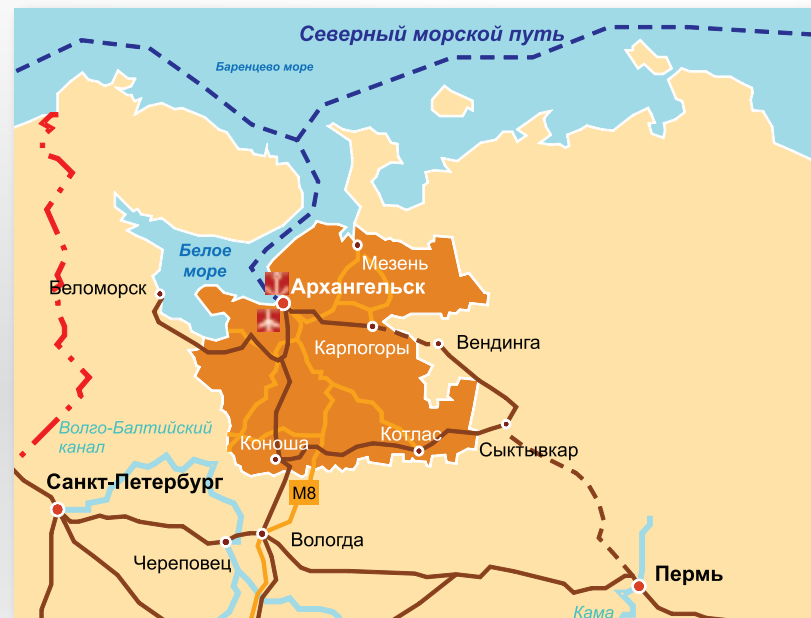 Северный морской путь
Баренцево море
Белое
море
Мезень
Беломорск
Архангельск
Карпогоры
Вендинга
Волго-Балтийский
канал
Коноша
Котлас
Сыктывкар
Санкт-Петербург
М8
Вологда
Череповец
Пермь
Кама